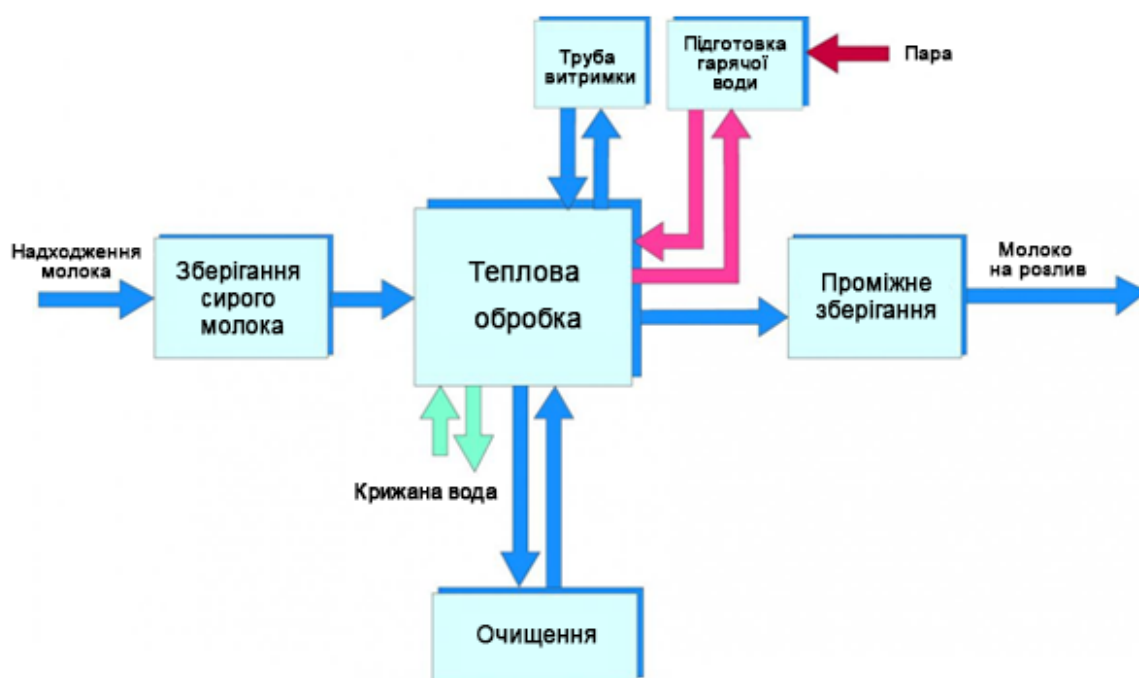 Труба
витримки
Підготовка
гарячої
води
Пара
Надходження
молока
Зберігання
сирого
молока
Теплова
обробка
Проміжне
зберігання
Молоко
на розлив
Крижана вода
Очищення